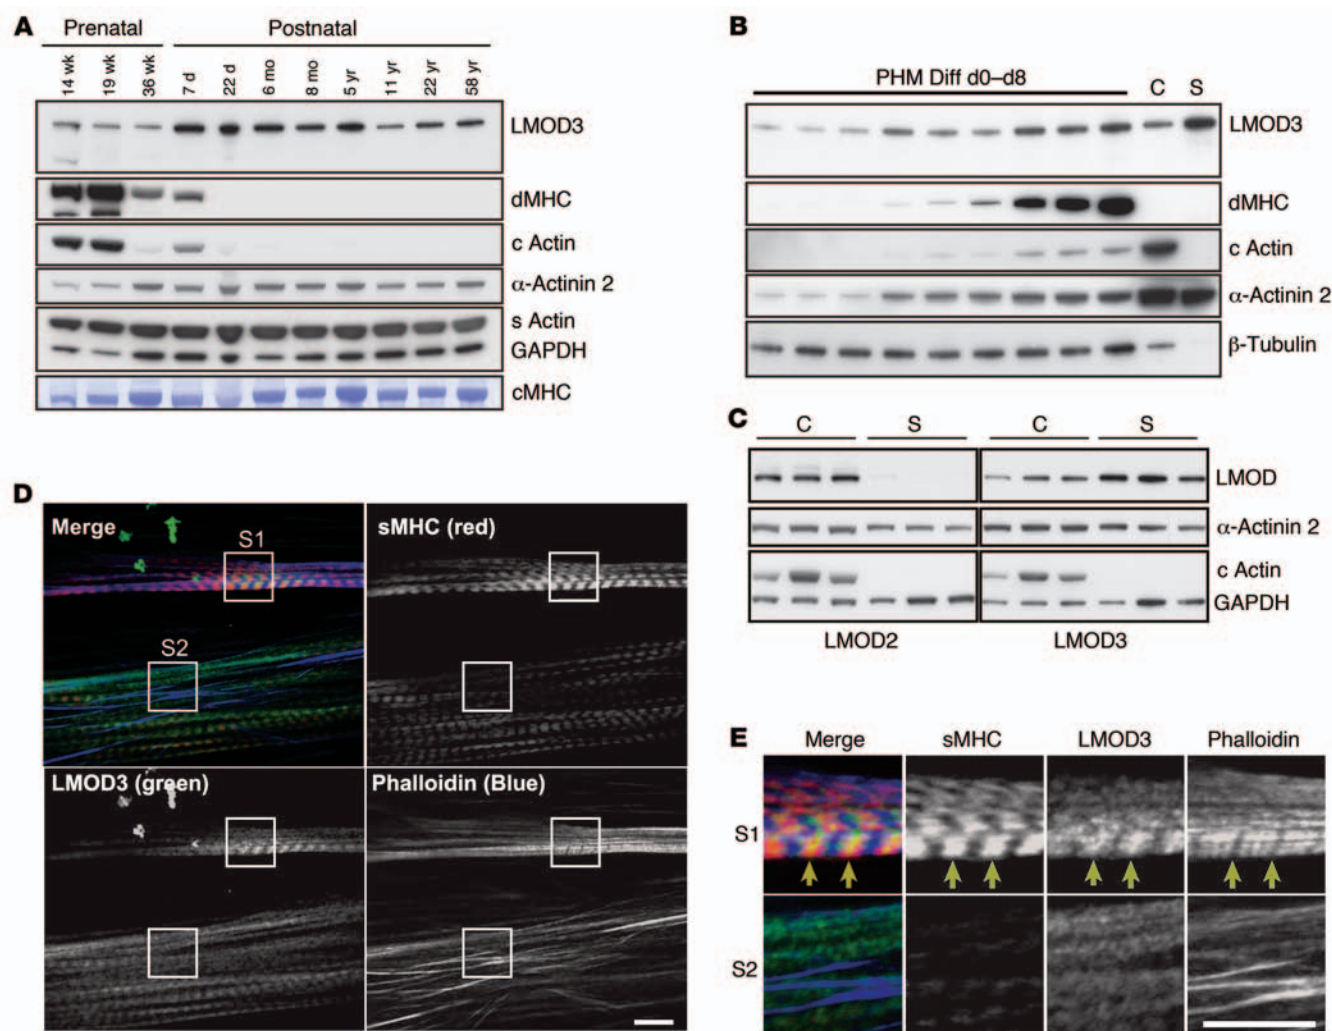 A
Prenatal Postnatal
14 wk 19 wk 36 wk 7 d 22 d 6 mo 8 mo 5 yr 11 yr 22 yr 58 yr
LMOD3
dMHC
c Actin
α-Actinin 2
s Actin
GAPDH
cMHC
B
PHM Diff d0–d8 C S
LMOD3
dMHC
c Actin
α-Actinin 2
β-Tubulin
C
C S C S
LMOD
α-Actinin 2
c Actin
GAPDH
LMOD2 LMOD3
D
Merge sMHC (red)
S1
S2
LMOD3 (green) Phalloidin (Blue)
E
Merge sMHC LMOD3 Phalloidin
S1
S2